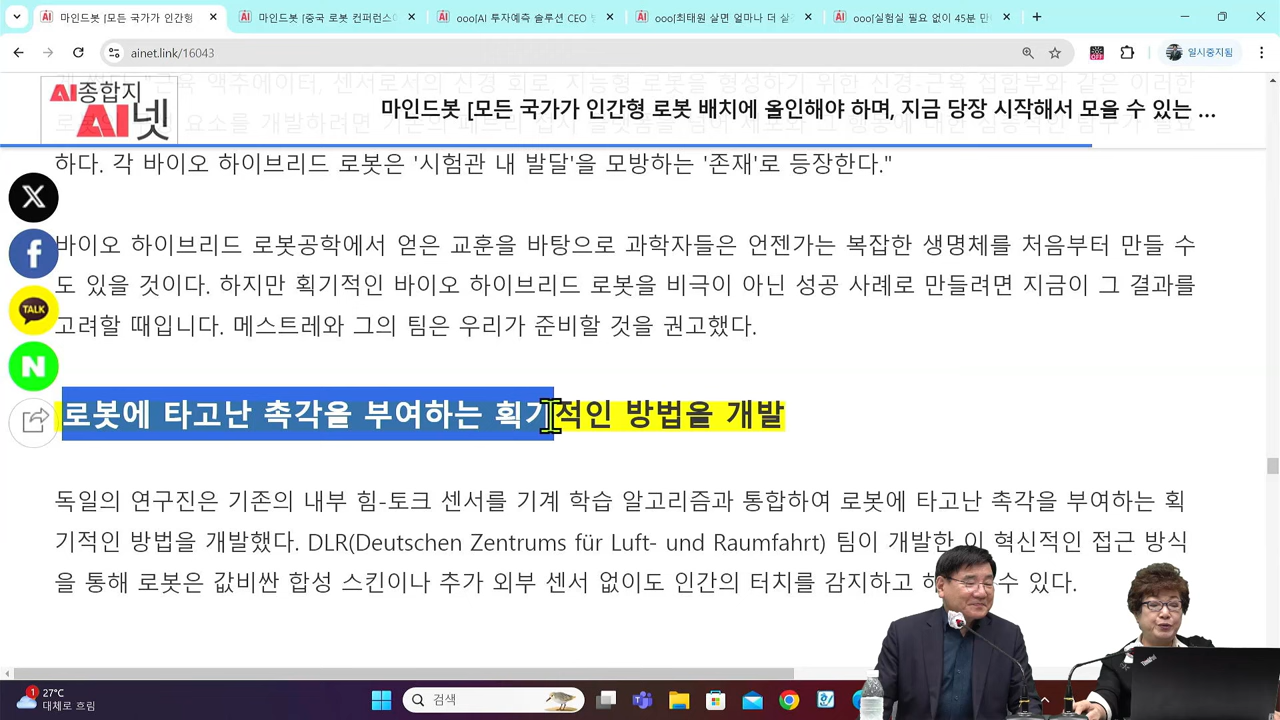 마인드봇 [모든 국가가 인간형
마인드봇 [중국 로봇 컨퍼런스0
ooo[AI 투자예측 솔루션 CEO
ooo[최태원 살면 얼마나 더 살
ooo[실험실 필요 없이 45분 만
ainet.link/16043
OFF
일시중지됨
AI종합지
AI넷
마인드봇 [모든 국가가 인간형 로봇 배치에 올인해야 하며, 지금 당장 시작해서 모을 수 있는 ...
하다. 각 바이오 하이브리드 로봇은 '시험관 내 발달'을 모방하는 '존재'로 등장한다."
바이오 하이브리드 로봇공학에서 얻은 교훈을 바탕으로 과학자들은 언젠가는 복잡한 생명체를 처음부터 만들 수
도 있을 것이다. 하지만 획기적인 바이오 하이브리드 로봇을 비극이 아닌 성공 사례로 만들려면 지금이 그 결과를
고려할 때입니다. 메스트레와 그의 팀은 우리가 준비할 것을 권고했다.
TALK
N
로봇에 타고난 촉각을 부여하는 획기적인 방법을 개발
독일의 연구진은 기존의 내부 힘-토크 센서를 기계 학습 알고리즘과 통합하여 로봇에 타고난 촉각을 부여하는 획
기적인 방법을 개발했다. DLR(Deutschen Zentrums für Luft- und Raumfahrt) 팀이 개발한 이 혁신적인 접근 방식
을 통해 로봇은 값비싼 합성 스킨이나 추가 외부 센서 없이도 인간의 터치를 감지하고 수 있다.
ThinkPad
1
27°C
대체로 흐림
검색